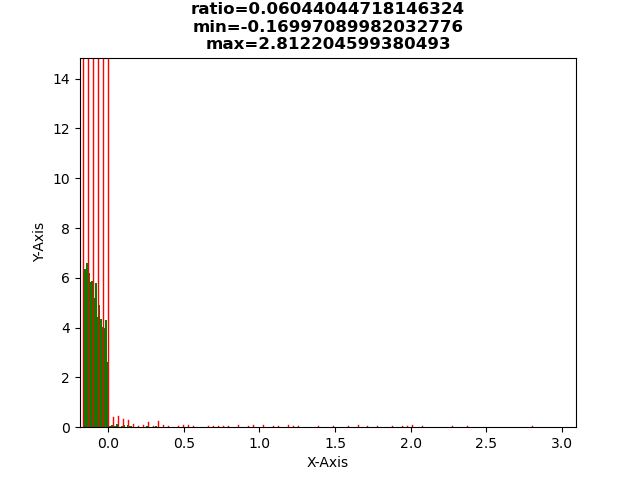 ratio=0.06044044718146324
min=-0.16997089982032776
max=2.812204599380493
14
12
10
8
6
4
2
0
Y-Axis
0.0 0.5 1.0 1.5 2.0 2.5 3.0
X-Axis